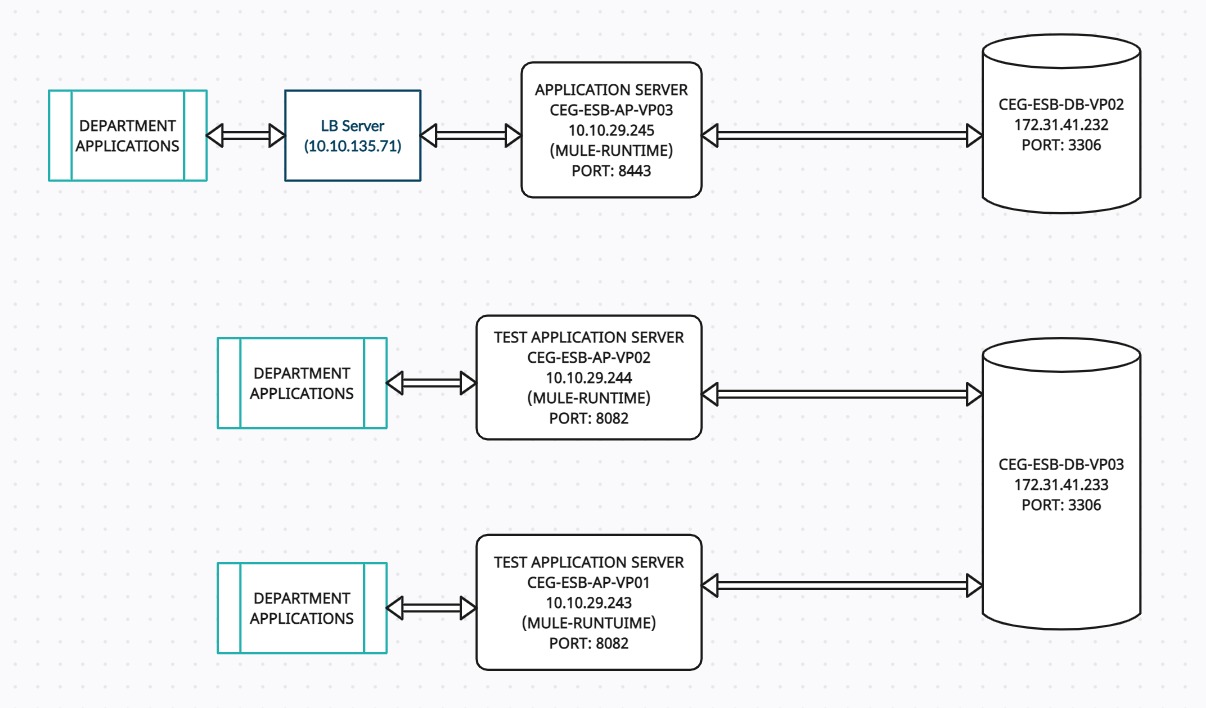 DEPARTMENT
APPLICATIONS
LB Server
(10.10.135.71)
APPLICATION SERVER
CEG-ESB-AP-VP03
10.10.29.245
(MULE-RUNTIME)
PORT: 8443
CEG-ESB-DB-VP02
172.31.41.232
PORT: 3306
DEPARTMENT
APPLICATIONS
TEST APPLICATION SERVER
CEG-ESB-AP-VP02
10.10.29.244
(MULE-RUNTIME)
PORT: 8082
CEG-ESB-DB-VP03
172.31.41.233
PORT: 3306
DEPARTMENT
APPLICATIONS
TEST APPLICATION SERVER
CEG-ESB-AP-VP01
10.10.29.243
(MULE-RUNTUIME)
PORT: 8082